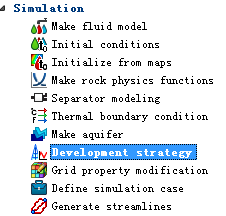 Simulation
Make fluid model
Initial conditions
Initialize from maps
Make rock physics functions
Separator modeling
Thermal boundary condition
Make aquifer
Development strategy
Grid property modification
Define simulation case
Generate streamlines